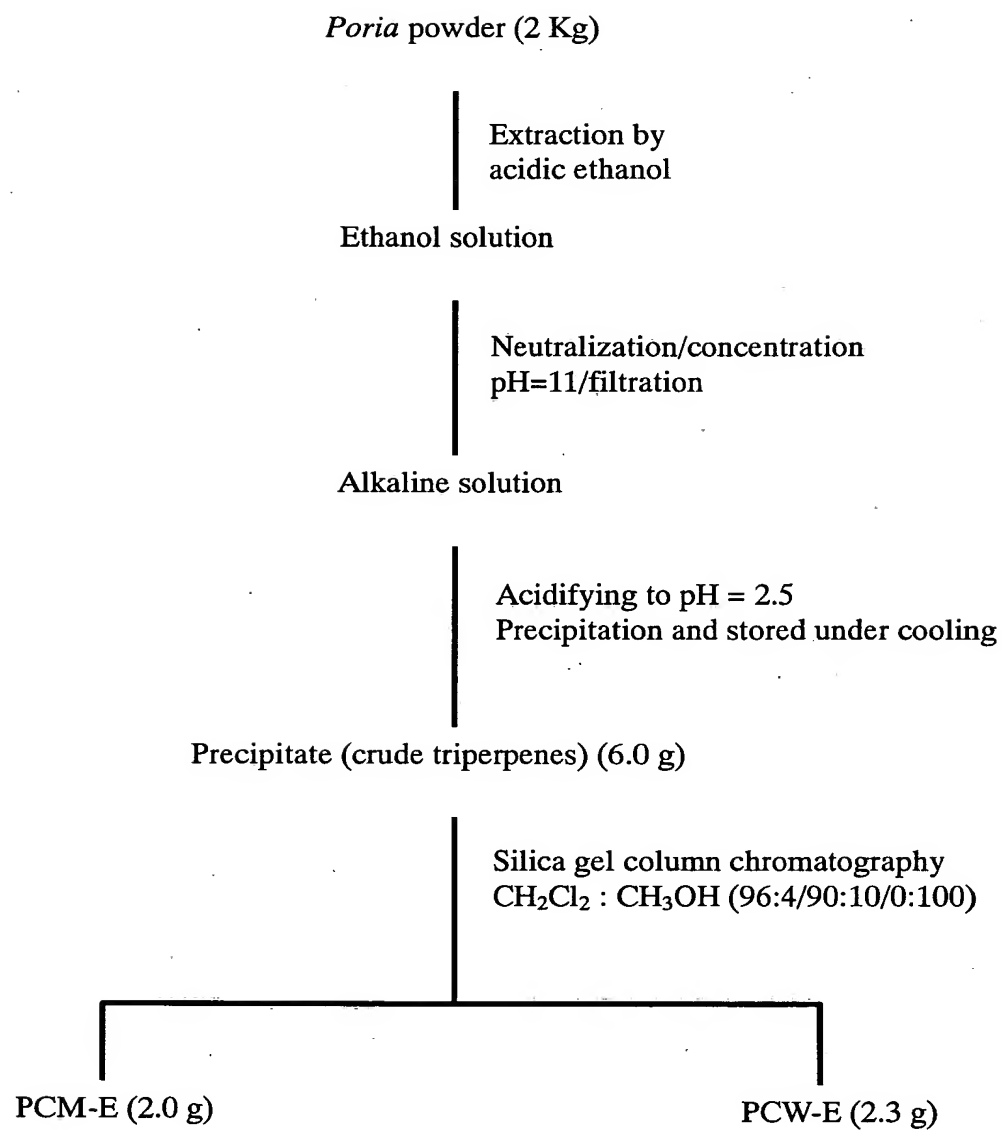 Poria powder (2 Kg)
Extraction by
acidic ethanol
Ethanol solution
Neutralization/concentration
pH=11/filtration
Alkaline solution
Acidifying to pH = 2.5
Precipitation and stored under cooling
Precipitate (crude triperpenes) (6.0 g)
Silica gel column chromatography
CH₂Cl₂ : CH₃OH (96:4/90:10/0:100)
PCM-E (2.0 g)
PCW-E (2.3 g)